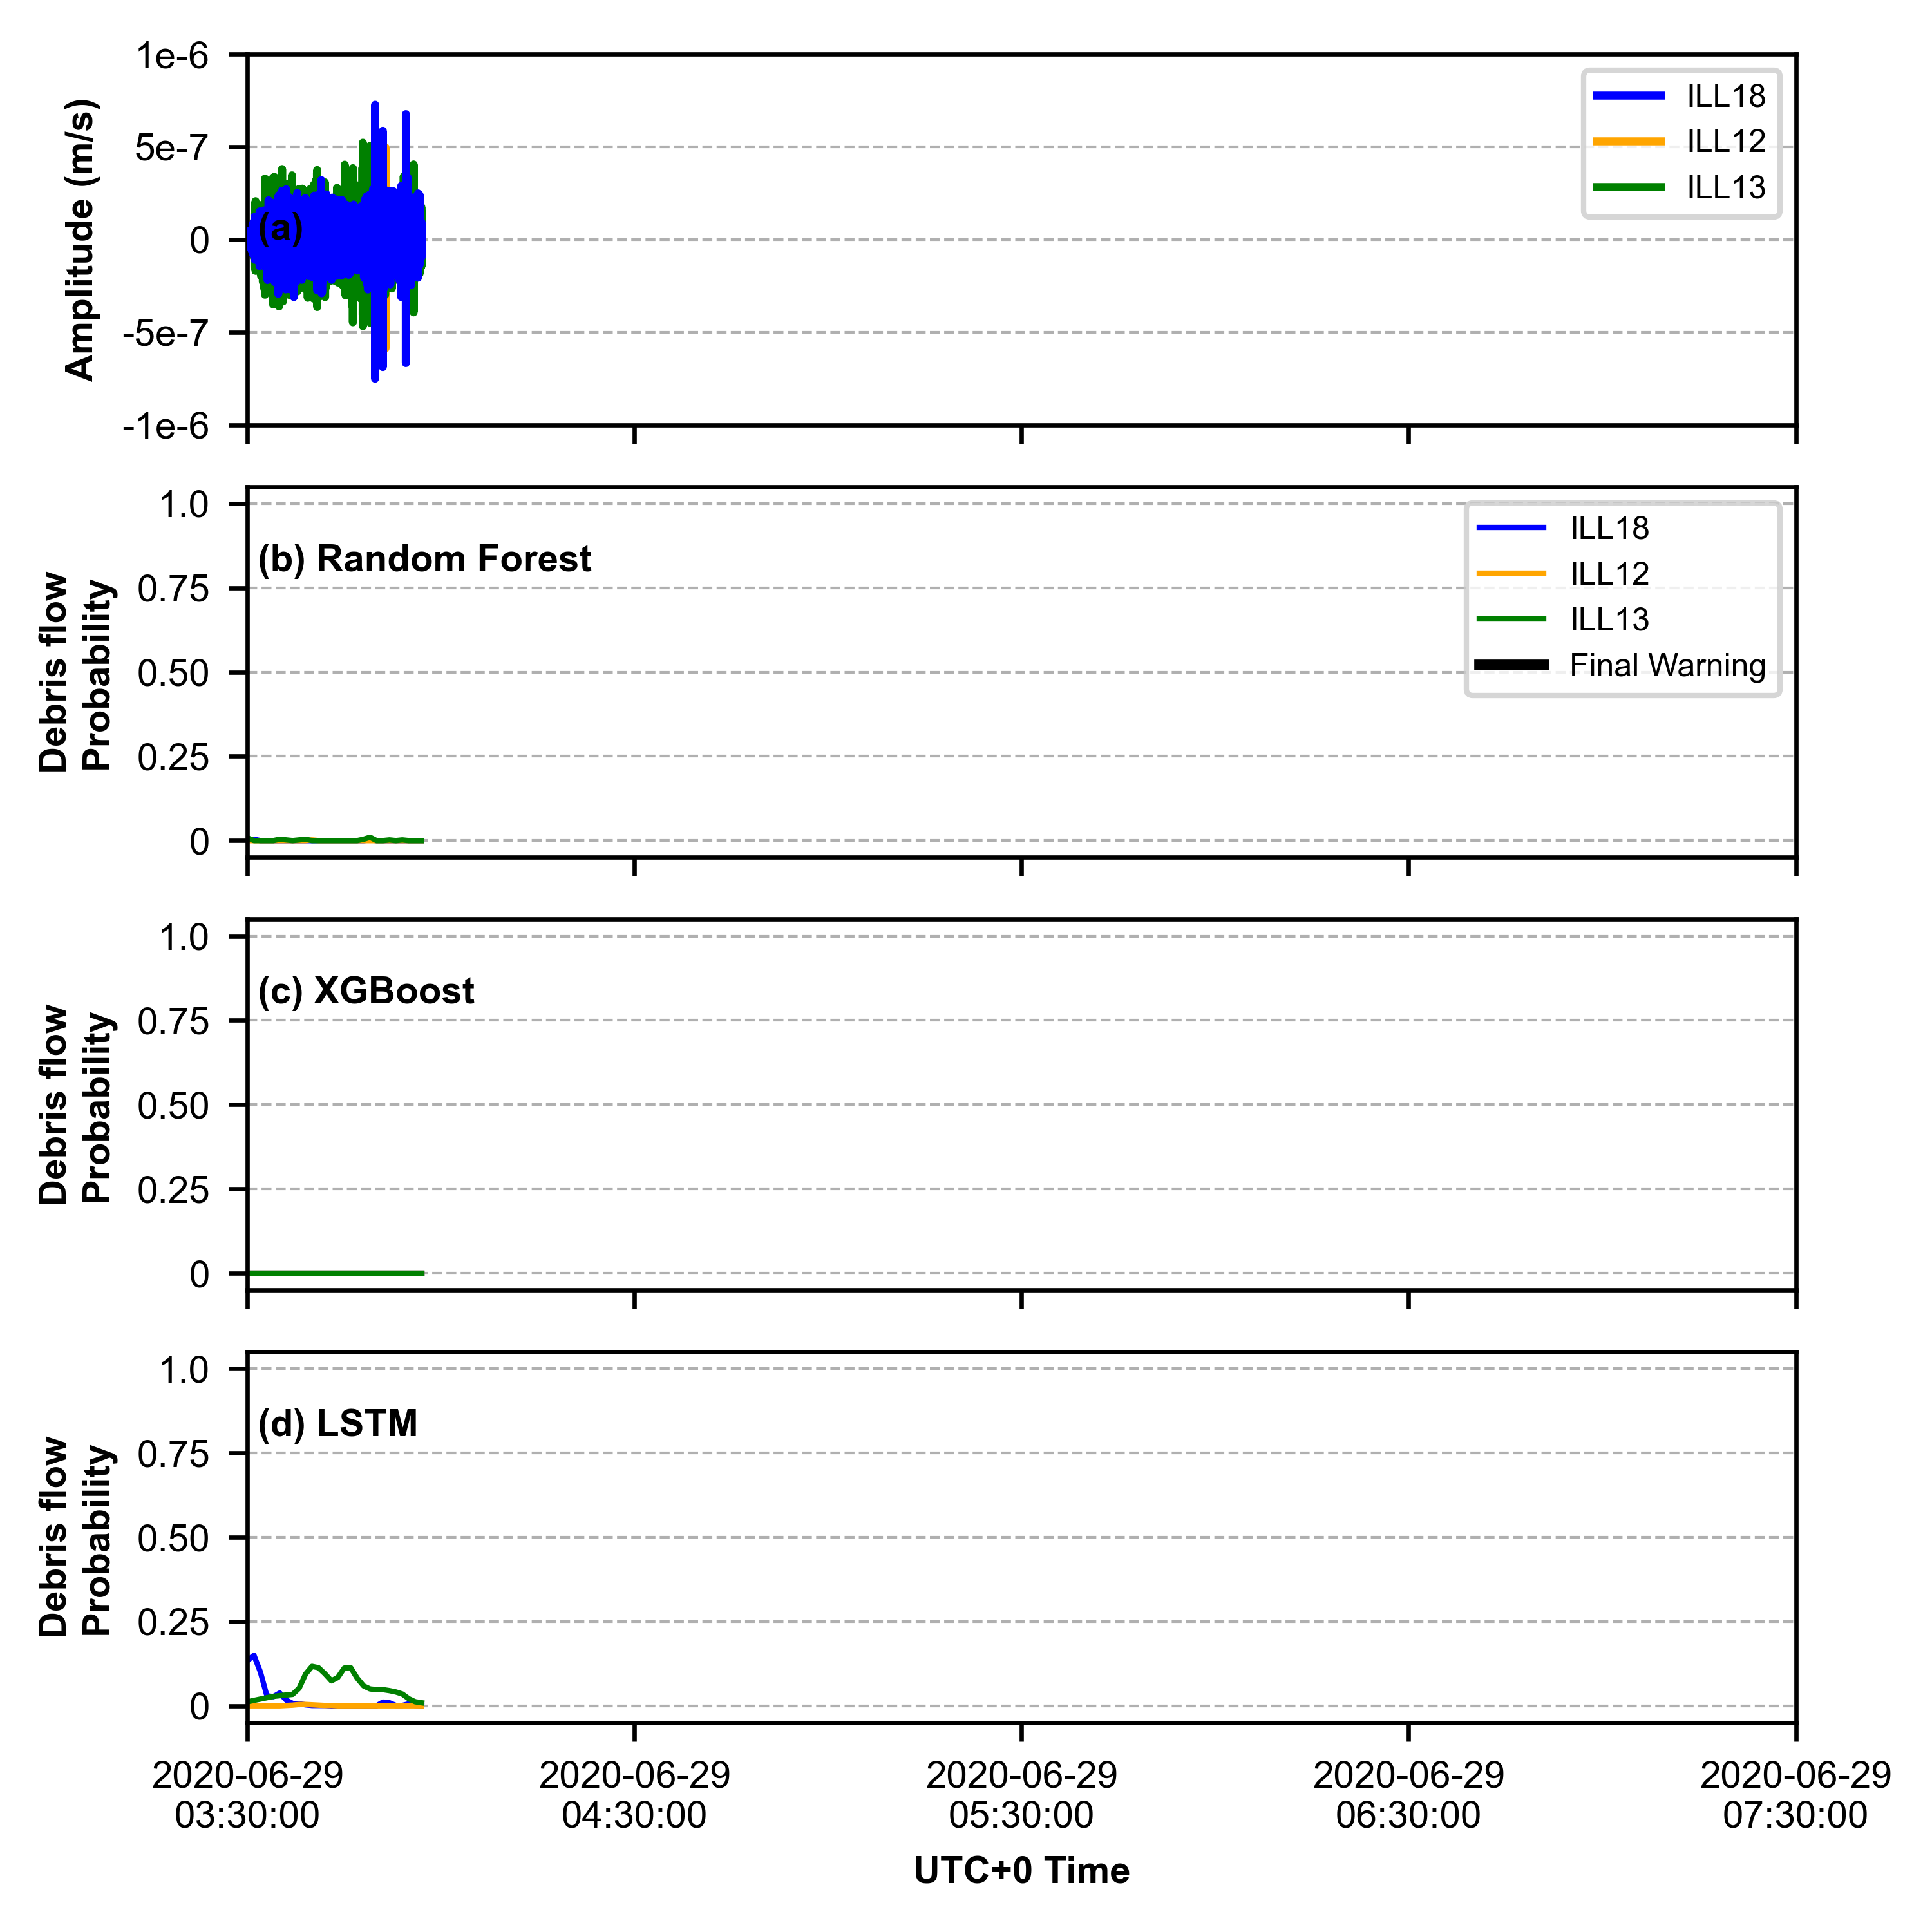 1e-6
5e-7
0
-5e-7
-1e-6
Amplitude (m/s)
(a)
ILL18
ILL12
ILL13
1.0
0.75
0.50
0.25
0
Debris flow
Probability
(b) Random Forest
ILL18
ILL12
ILL13
Final Warning
1.0
0.75
0.50
0.25
0
Debris flow
Probability
(c) XGBoost
1.0
0.75
0.50
0.25
0
Debris flow
Probability
(d) LSTM
2020-06-29
03:30:00
2020-06-29
04:30:00
2020-06-29
05:30:00
2020-06-29
06:30:00
2020-06-29
07:30:00
UTC+0 Time